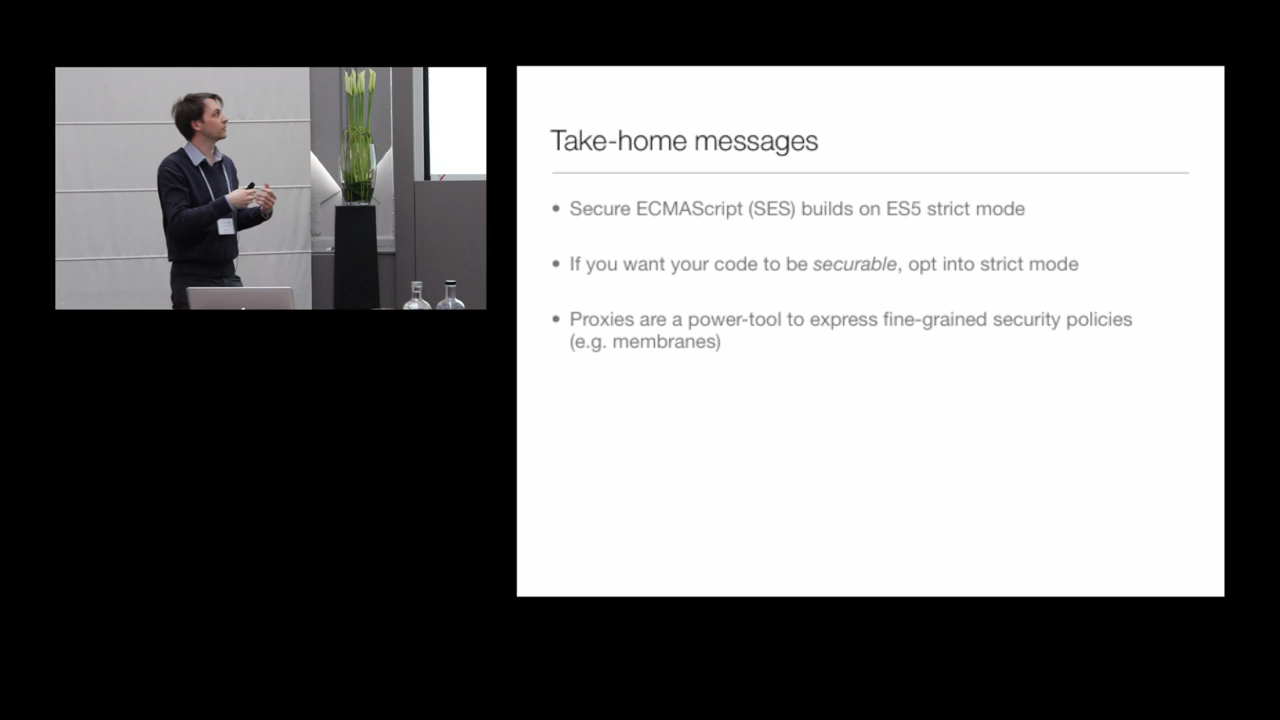 Take-home messages
• Secure ECMAScript (SES) builds on ES5 strict mode
• If you want your code to be securable, opt into strict mode
• Proxies are a power-tool to express fine-grained security policies
(e.g. membranes)